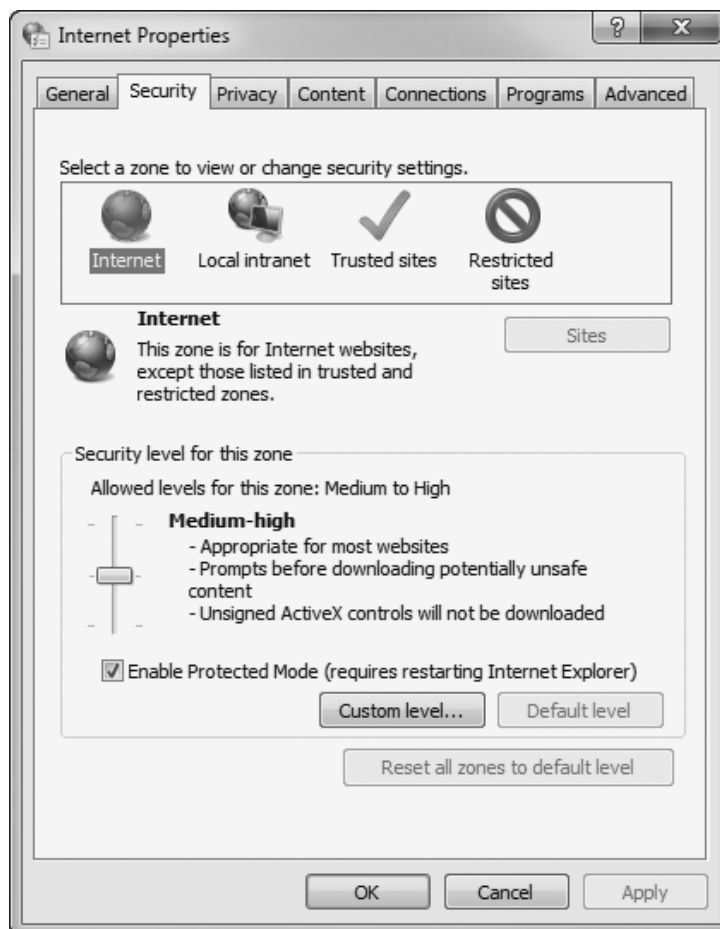 Internet Properties
? X
General Security Privacy Content Connections Programs Advanced
Select a zone to view or change security settings.
Internet Local intranet Trusted sites Restricted
sites
Internet
Sites
This zone is for Internet websites,
except those listed in trusted and
restricted zones.
Security level for this zone
Allowed levels for this zone: Medium to High
Medium-high
- Appropriate for most websites
- Prompts before downloading potentially unsafe
content
- Unsigned ActiveX controls will not be downloaded
Enable Protected Mode (requires restarting Internet Explorer)
Custom level... Default level
Reset all zones to default level
OK Cancel Apply